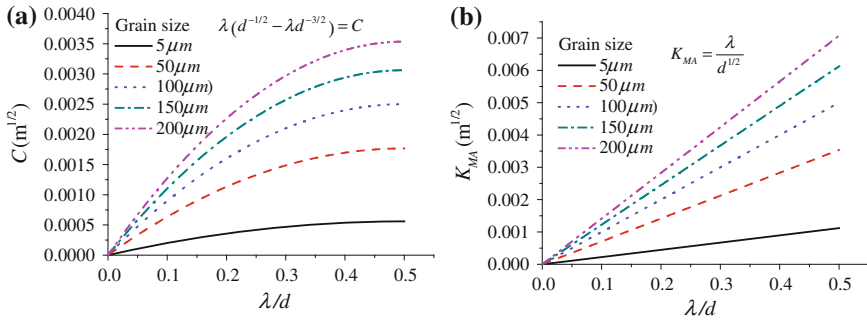 (a)
0.0040
0.0035
0.0030
0.0025
0.0020
0.0015
0.0010
0.0005
0.0000
C (m^{1/2})
Grain size
λ(d^{-1/2} − λd^{-3/2}) = C
5μm
50μm
100μm)
150μm
200μm
0.0 0.1 0.2 0.3 0.4 0.5
λ/d
(b)
0.008
0.007
0.006
0.005
0.004
0.003
0.002
0.001
0.000
K_{MA} (m^{1/2})
Grain size
K_{MA} = λ/d^{1/2}
5μm
50μm
100μm)
150μm
200μm
0.0 0.1 0.2 0.3 0.4 0.5
λ/d